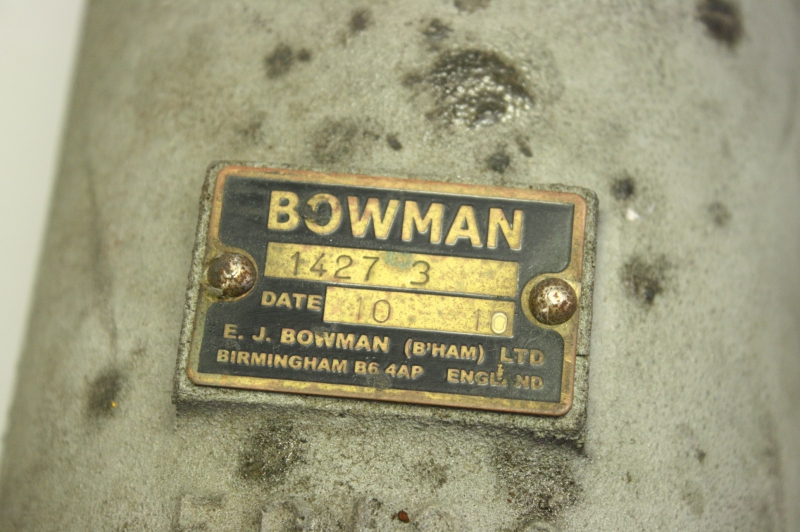 BOWMAN
1427 3
DATE 10 10
E. J. BOWMAN (B'HAM) LTD
BIRMINGHAM B6 4AP ENGLAND